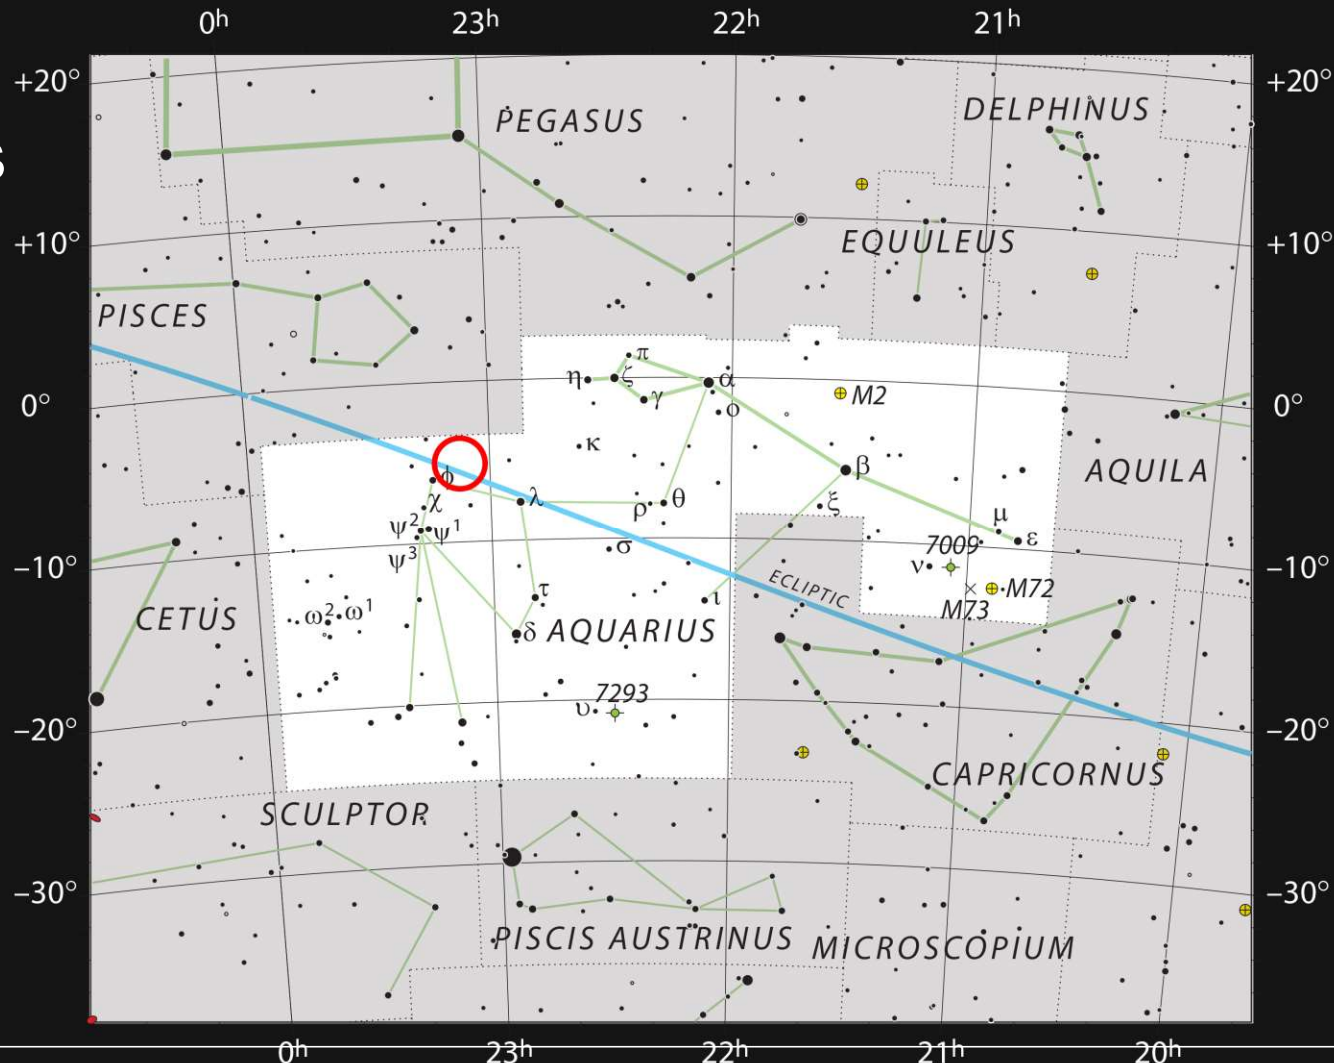 0h 23h 22h 21h
+20° +20°
PEGASUS DELPHINUS
S
+10° +10°
EQUULEUS
PISCES
π
η ζ α
γ M2
ο
0° 0°
κ
β AQUILA
φ
χ λ ρ θ ξ μ
ψ2 ψ1 ε
σ 7009
ψ3 ν
−10° −10°
ECLIPTIC
τ ι M72
ω2 ω1 M73
CETUS
δ AQUARIUS
7293
υ
−20° −20°
CAPRICORNUS
SCULPTOR
−30° −30°
PISCIS AUSTRINUS MICROSCOPIUM
0h 23h 22h 21h 20h